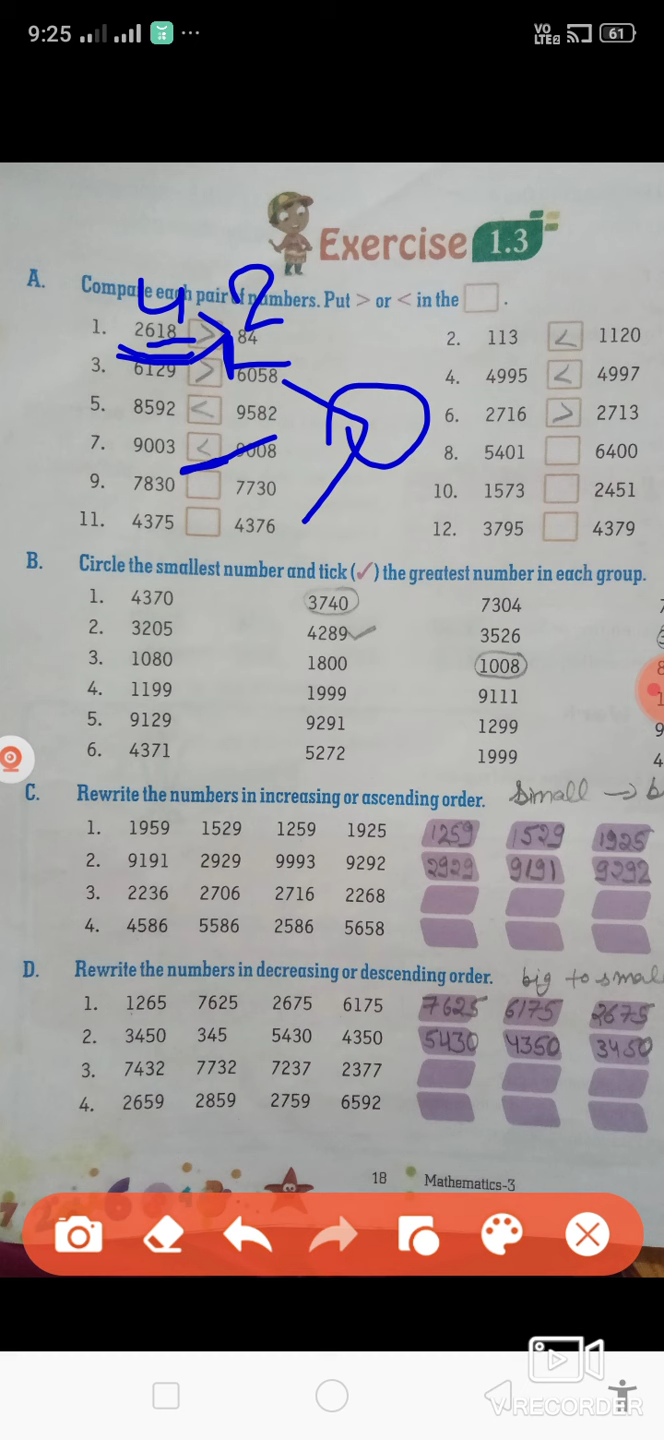 9:25 ... VO LTE2 61
Exercise 1.3
A. Compare each pair of numbers. Put > or < in the .
4 > 2
1. 2618 > 84 2. 113 < 1120
3. 6129 > 6058 4. 4995 < 4997
5. 8592 < 9582 6. 2716 > 2713
7. 9003 < 9008 8. 5401 6400
9. 7830 7730 10. 1573 2451
11. 4375 4376 12. 3795 4379
B. Circle the smallest number and tick (✓) the greatest number in each group.
1. 4370 3740 7304
2. 3205 4289 ✓ 3526
3. 1080 1800 1008 8
4. 1199 1999 9111 1
5. 9129 9291 1299 9
6. 4371 5272 1999 4
C. Rewrite the numbers in increasing or ascending order. Small → b
1. 1959 1529 1259 1925 1259 1529 1925
2. 9191 2929 9993 9292 2929 9191 9292
3. 2236 2706 2716 2268
4. 4586 5586 2586 5658
D. Rewrite the numbers in decreasing or descending order. big to small
1. 1265 7625 2675 6175 7625 6175 2675
2. 3450 345 5430 4350 5430 4350 3450
3. 7432 7732 7237 2377
4. 2659 2859 2759 6592
18 Mathematics-3
V RECORDER